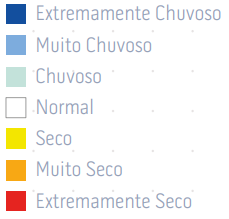 Extremamente Chuvoso
Muito Chuvoso
Chuvoso
Normal
Seco
Muito Seco
Extremamente Seco